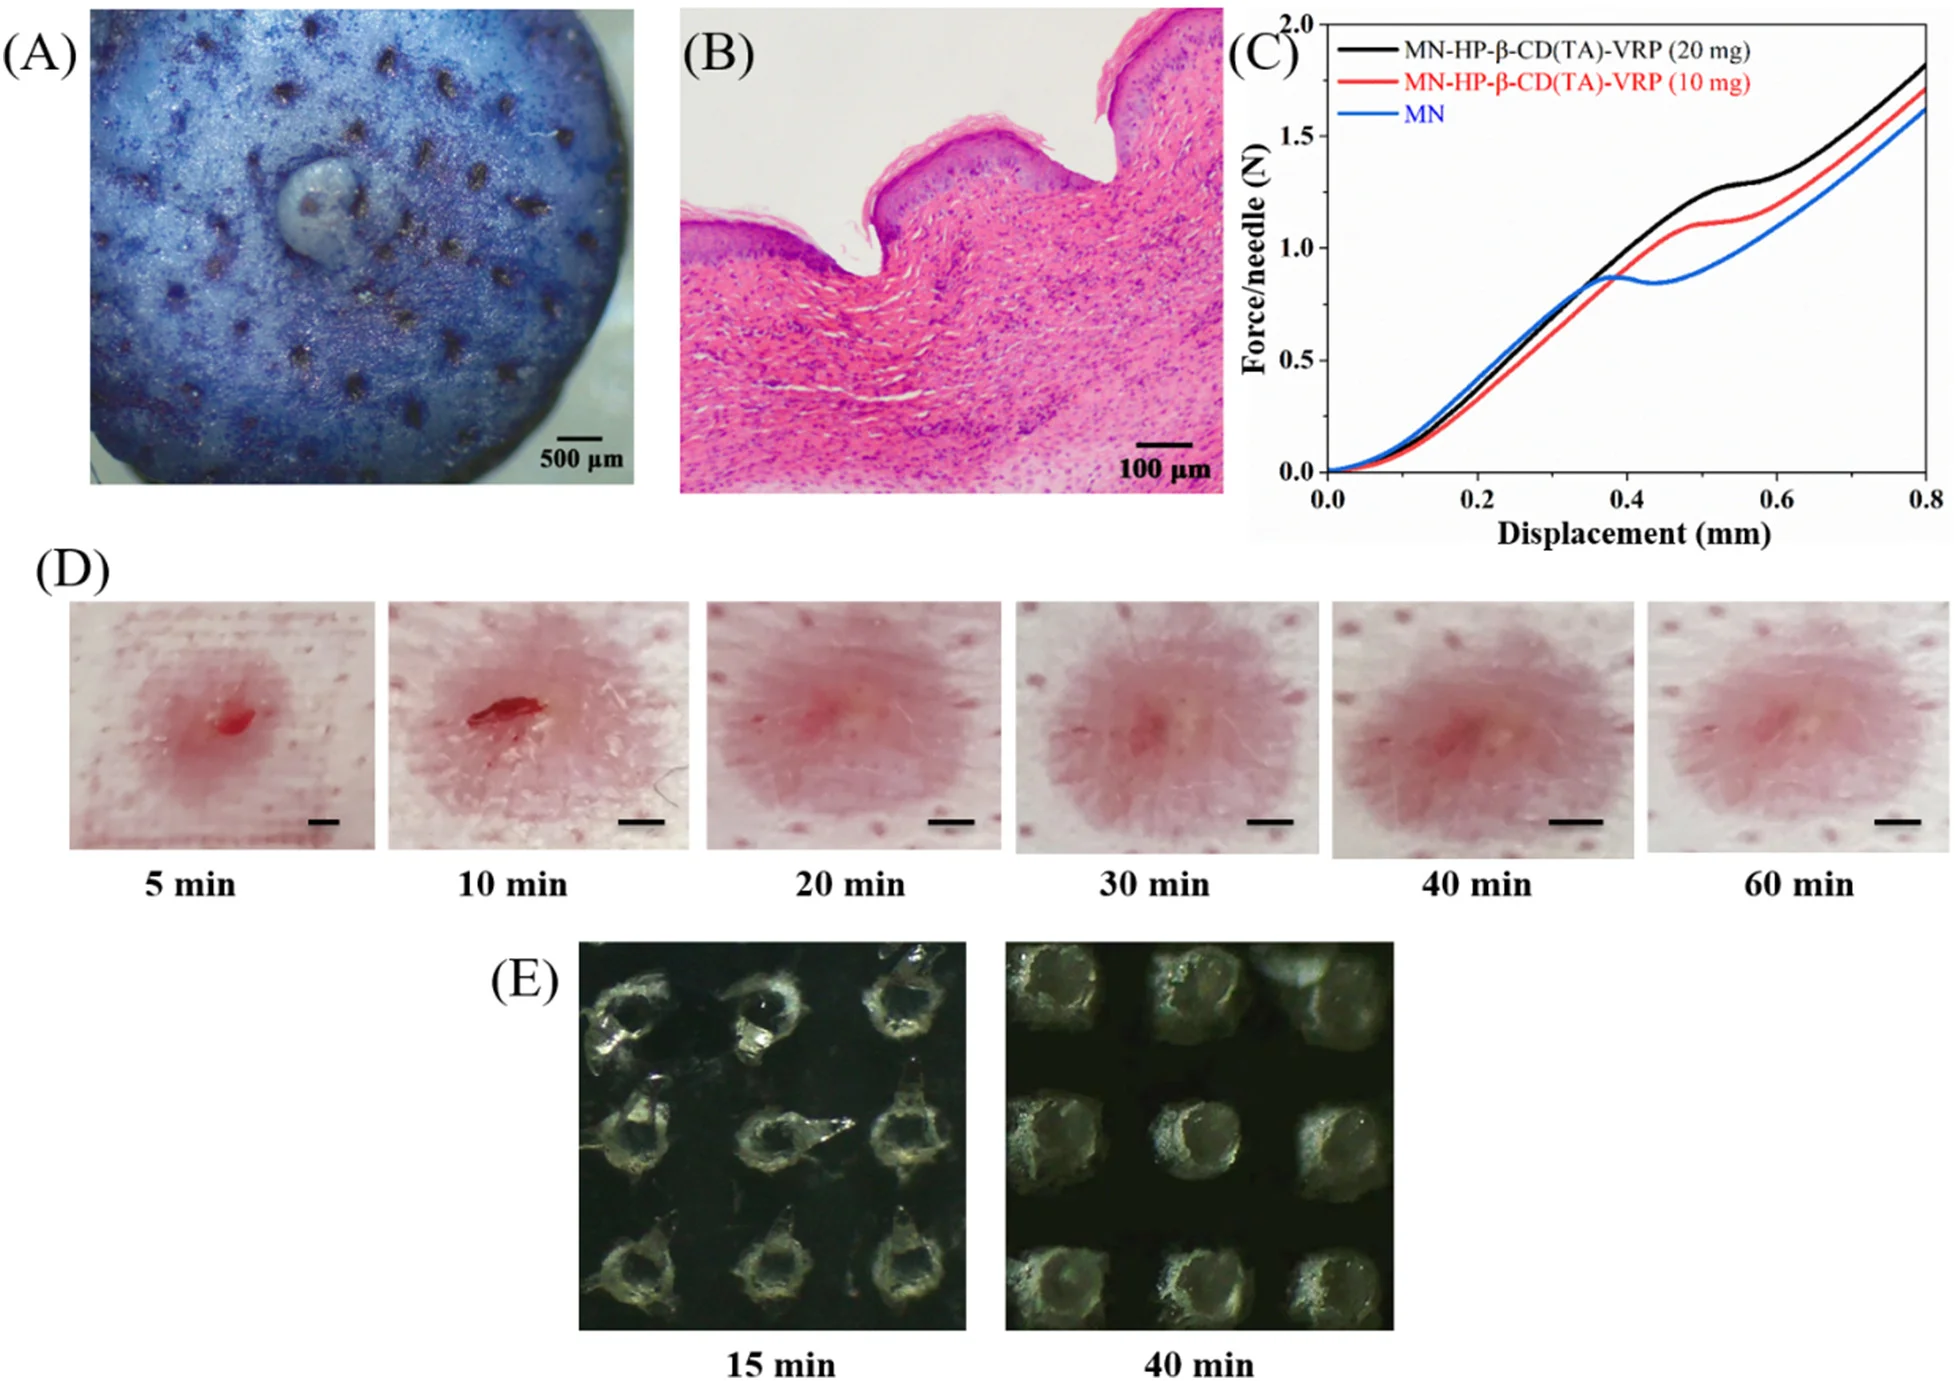 (A)
500 μm
(B)
100 μm
(C)
2.0
1.5
1.0
0.5
0.0
Force/needle (N)
MN-HP-β-CD(TA)-VRP (20 mg)
MN-HP-β-CD(TA)-VRP (10 mg)
MN
0.0 0.2 0.4 0.6 0.8
Displacement (mm)
(D)
5 min
10 min
20 min
30 min
40 min
60 min
(E)
15 min
40 min